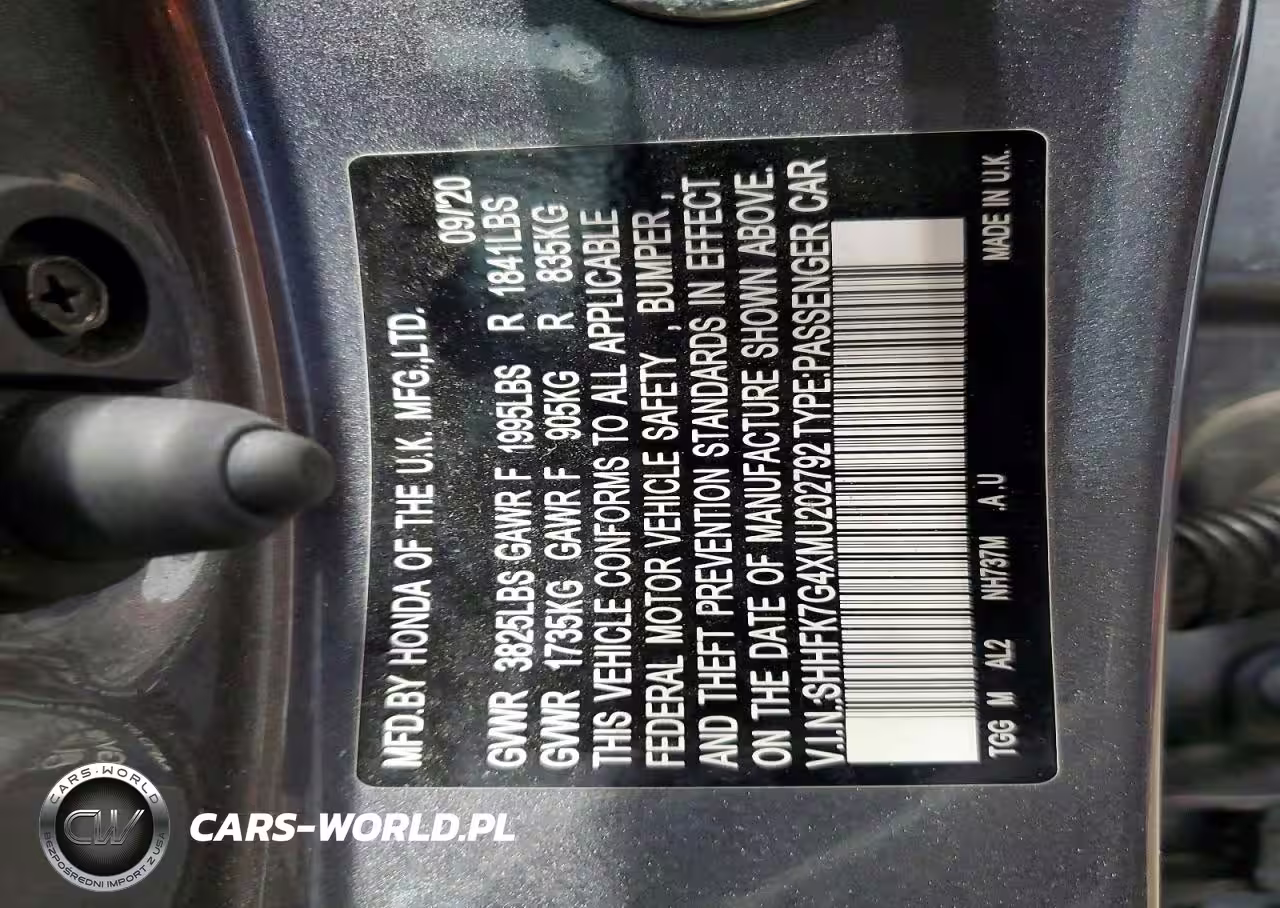 MFD.BY HONDA OF THE U.K. MFG.,LTD.
09/'20
GVWR 3825LBS GAWR F 1995LBS R 1841LBS
GVWR 1735KG GAWR F 905KG R 835KG
THIS VEHICLE CONFORMS TO ALL APPLICABLE
FEDERAL MOTOR VEHICLE SAFETY , BUMPER ,
AND THEFT PREVENTION STANDARDS IN EFFECT
ON THE DATE OF MANUFACTURE SHOWN ABOVE.
V.I.N.:SHHFK7G4XMU202792 TYPE:PASSENGER CAR
TGG M AL2 NH737M .A.U MADE IN U.K.
CARS-WORLD
CW
BEZPOŚREDNI IMPORT Z USA
CARS-WORLD.PL